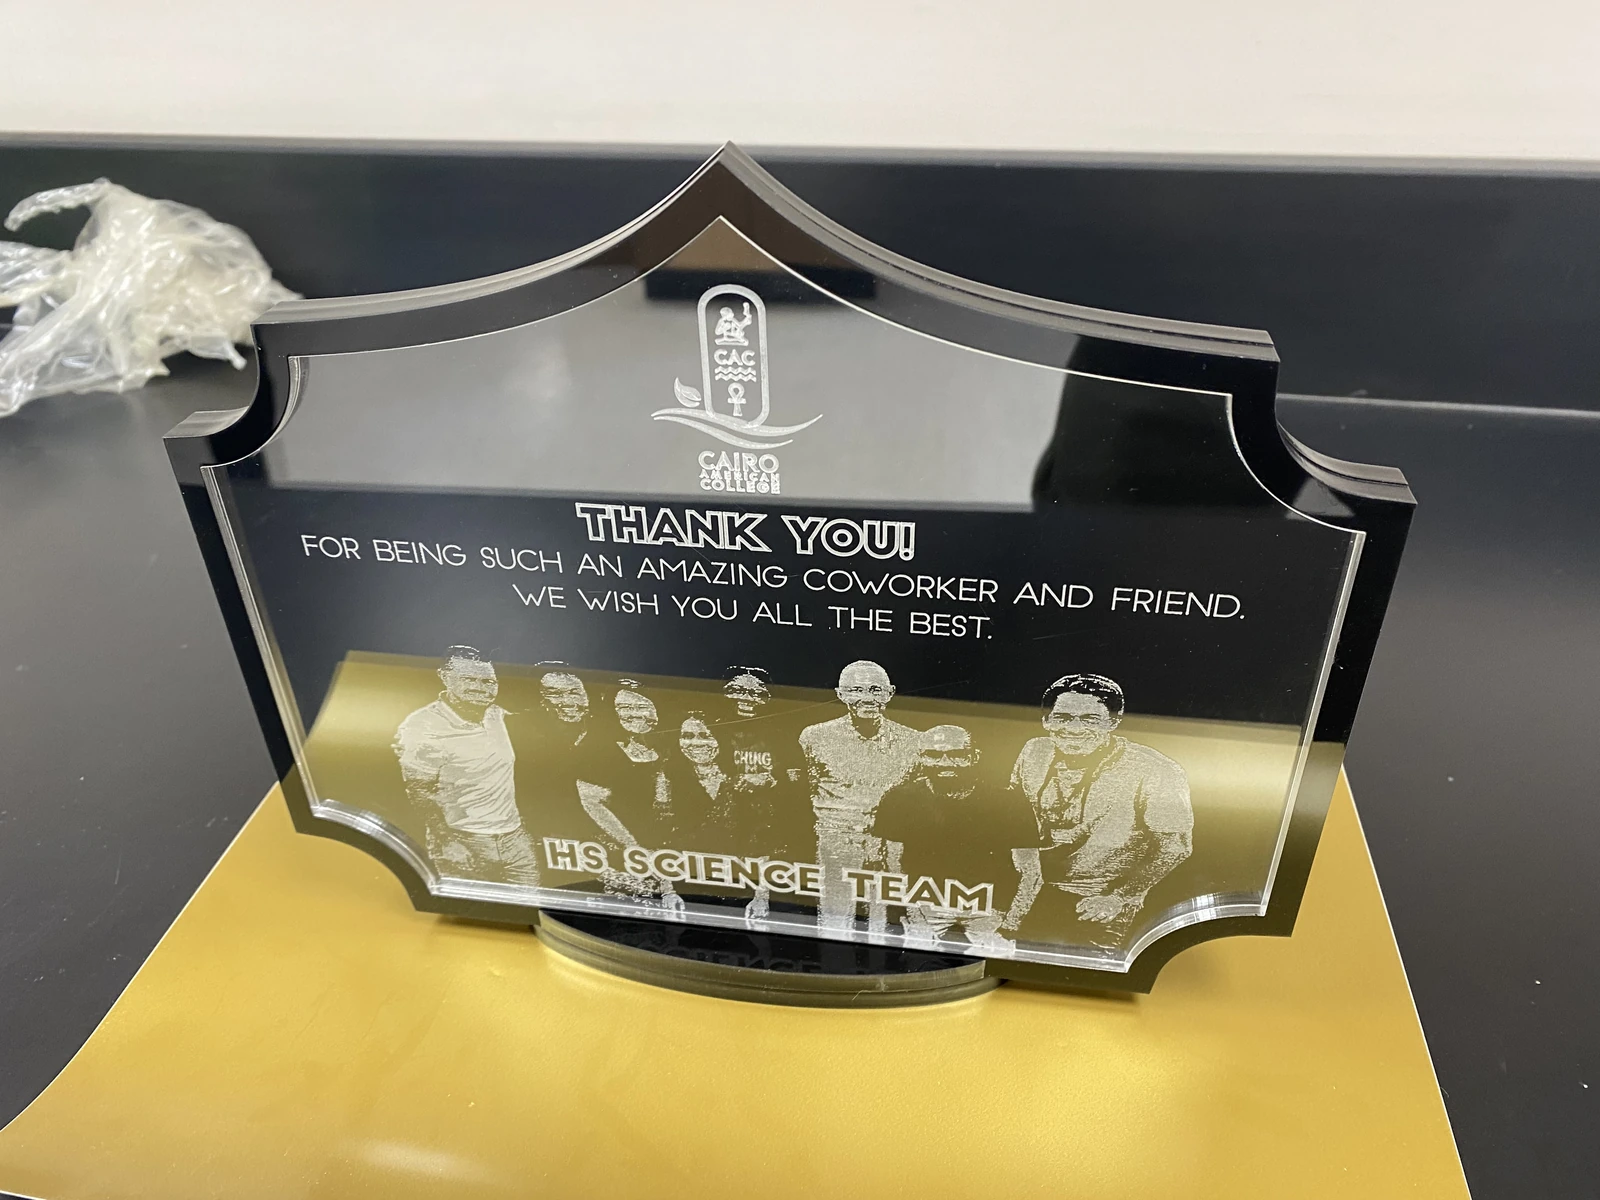 CAC
CAIRO
AMERICAN
COLLEGE
THANK YOU!
FOR BEING SUCH AN AMAZING COWORKER AND FRIEND.
WE WISH YOU ALL THE BEST.
CHING
HS SCIENCE TEAM